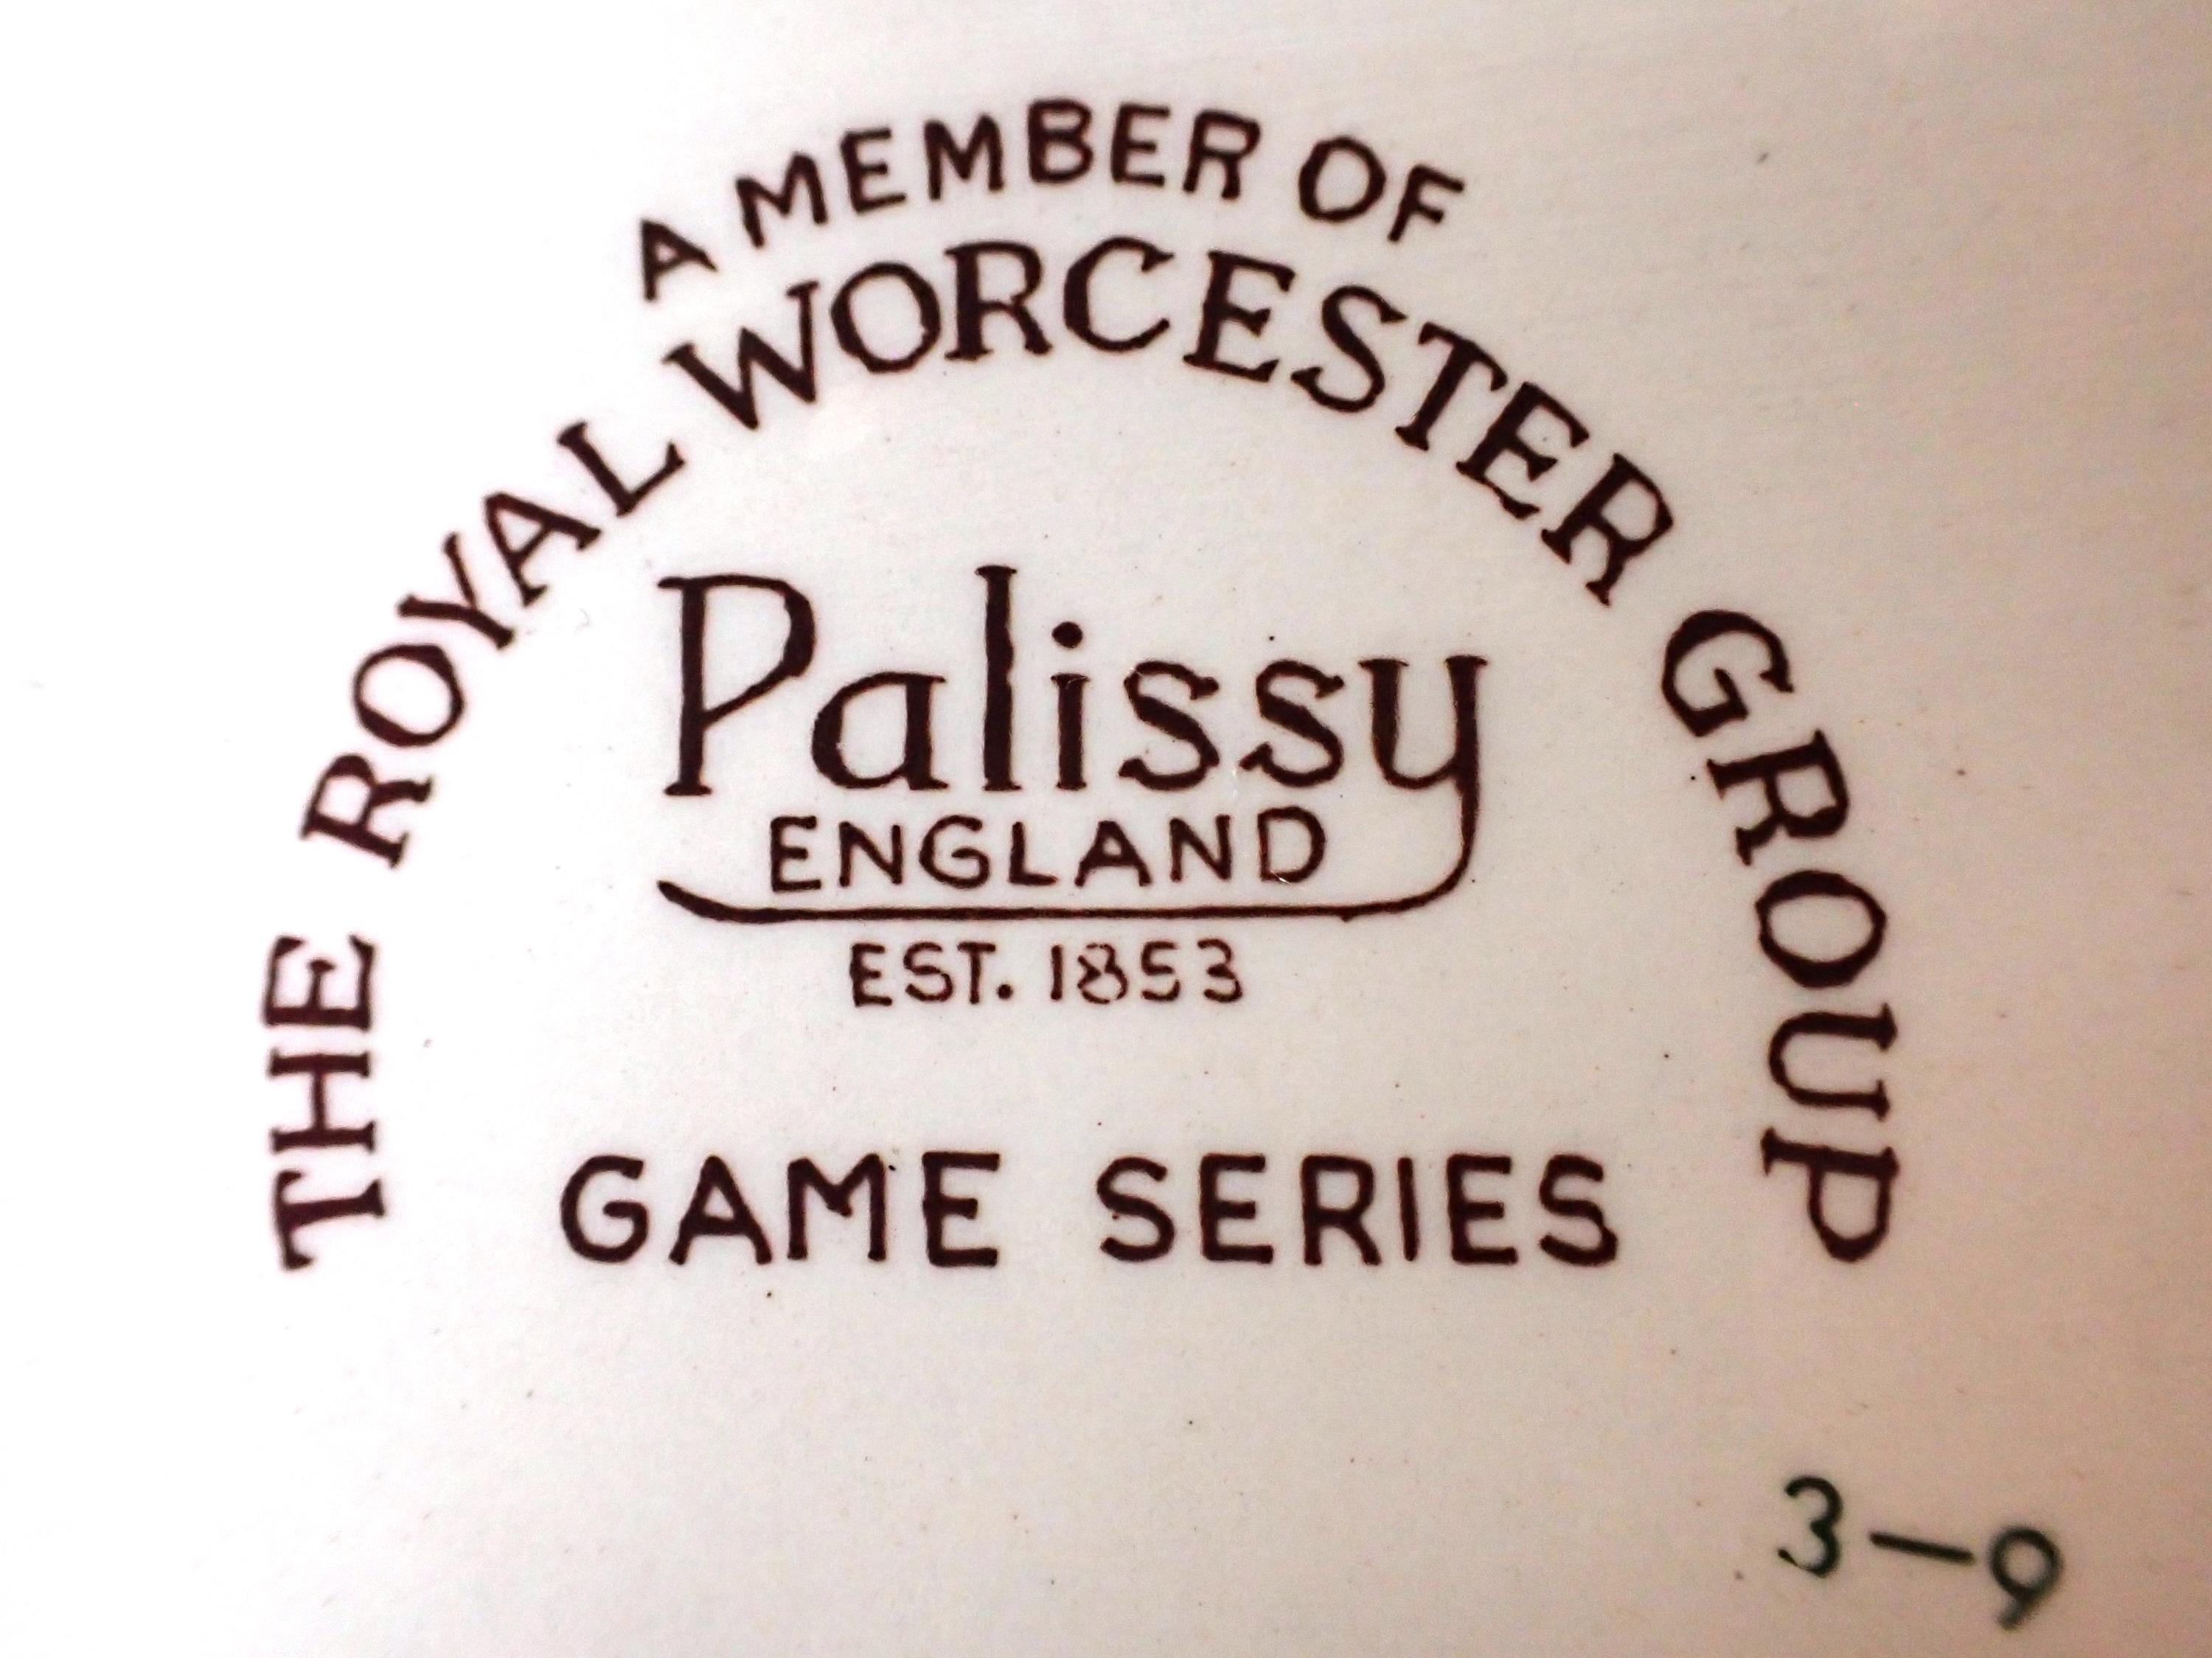 A MEMBER OF
THE ROYAL WORCESTER GROUP
Palissy
ENGLAND
EST. 1853
GAME SERIES
3-9